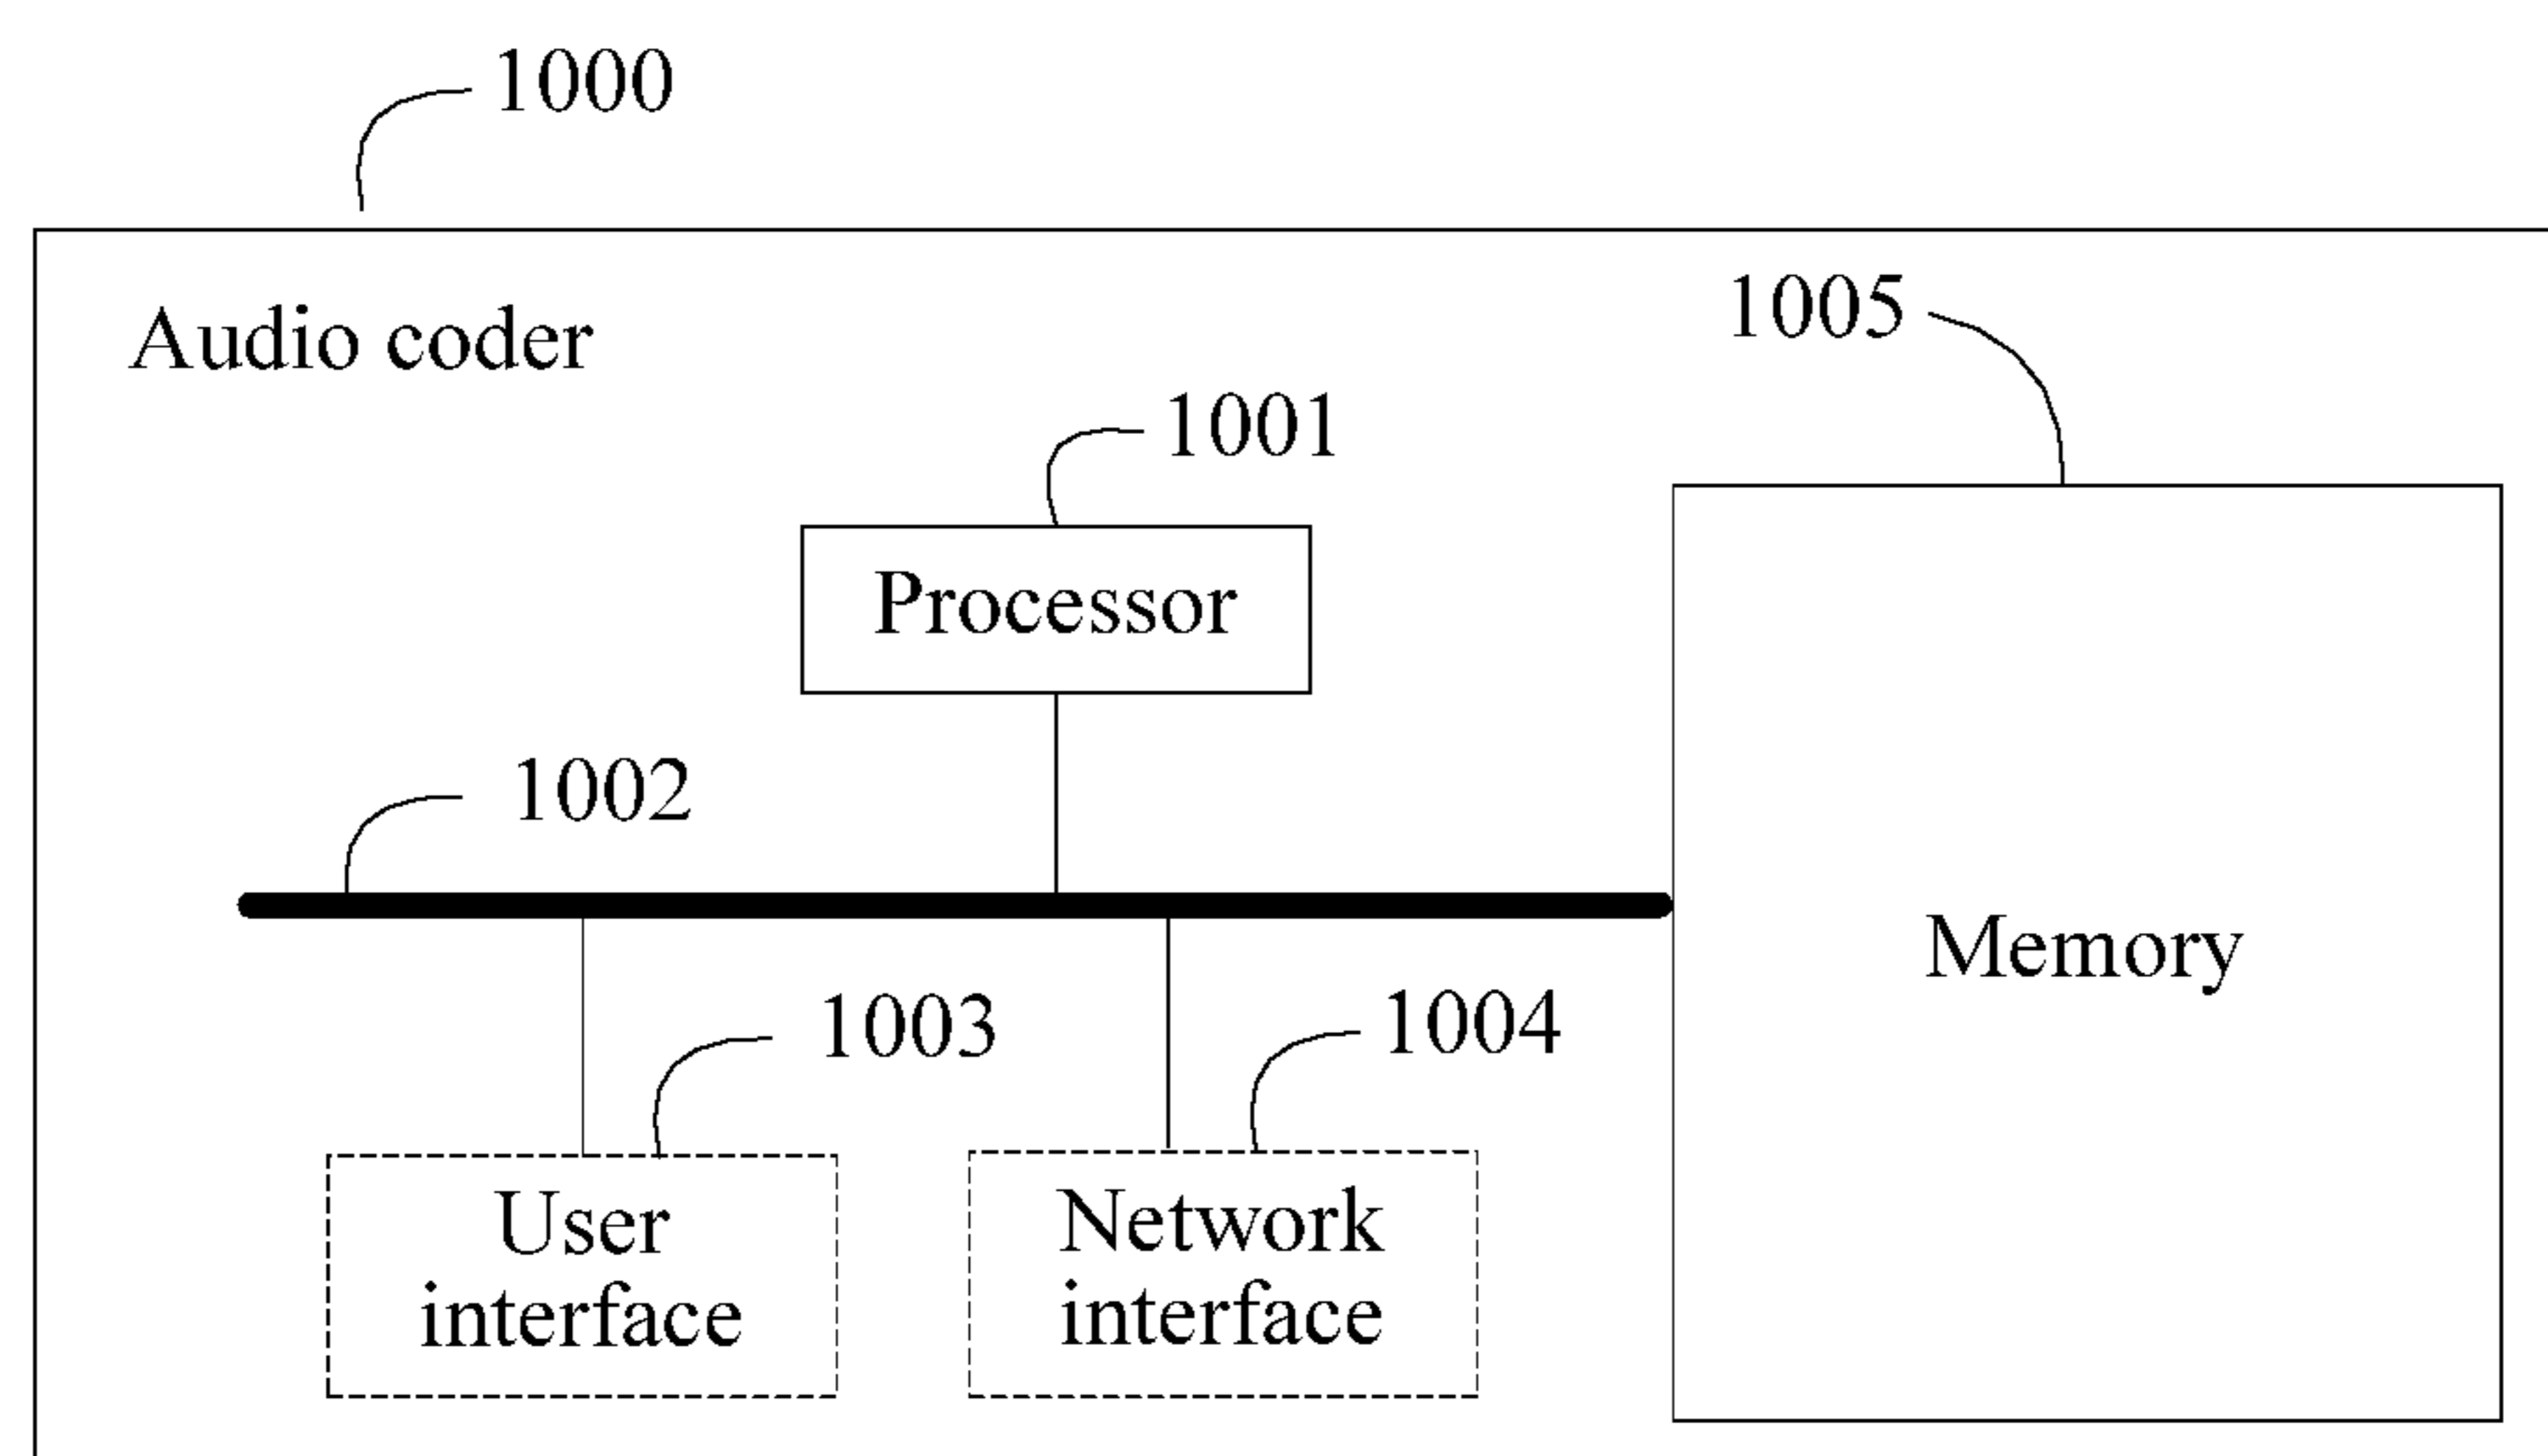 1000
Audio coder
1005
1001
Processor
1002
Memory
1003
1004
User
interface
Network
interface